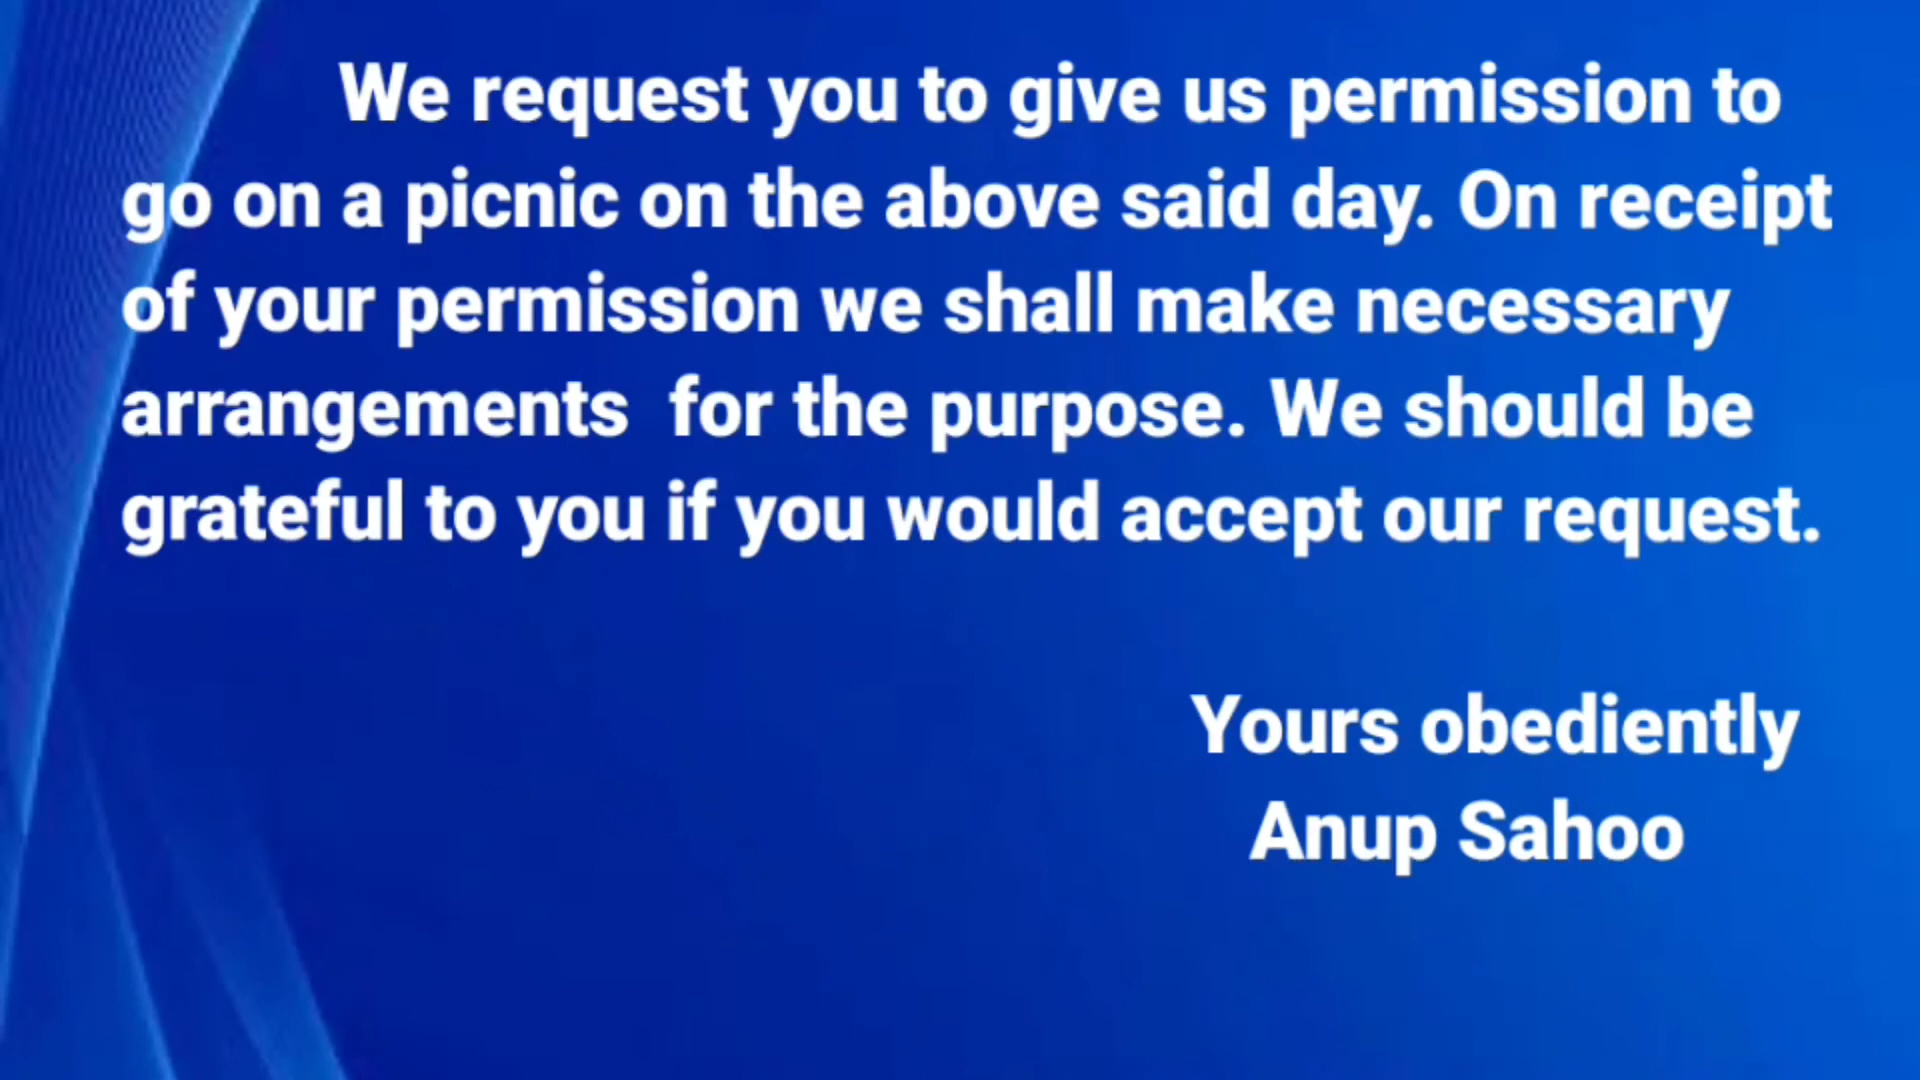 We request you to give us permission to
go on a picnic on the above said day. On receipt
of your permission we shall make necessary
arrangements  for the purpose. We should be
grateful to you if you would accept our request.
Yours obediently
Anup Sahoo